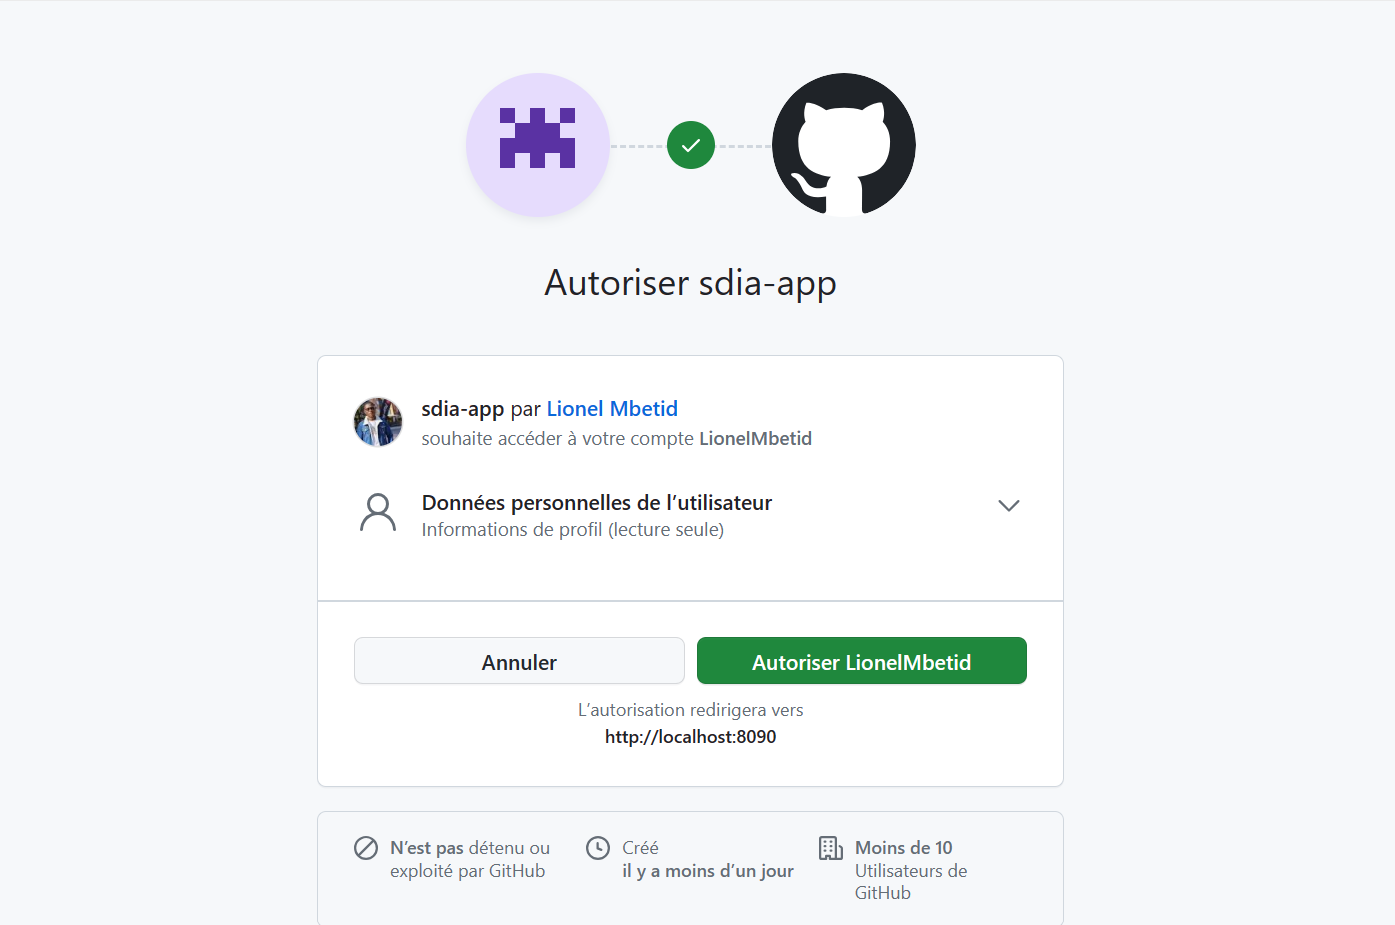 Autoriser sdia-app
sdia-app par Lionel Mbetid
souhaite accéder à votre compte LionelMbetid
Données personnelles de l’utilisateur
Informations de profil (lecture seule)
Annuler
Autoriser LionelMbetid
L’autorisation redirigera vers
http://localhost:8090
N’est pas détenu ou
exploité par GitHub
Créé
il y a moins d’un jour
Moins de 10
Utilisateurs de
GitHub